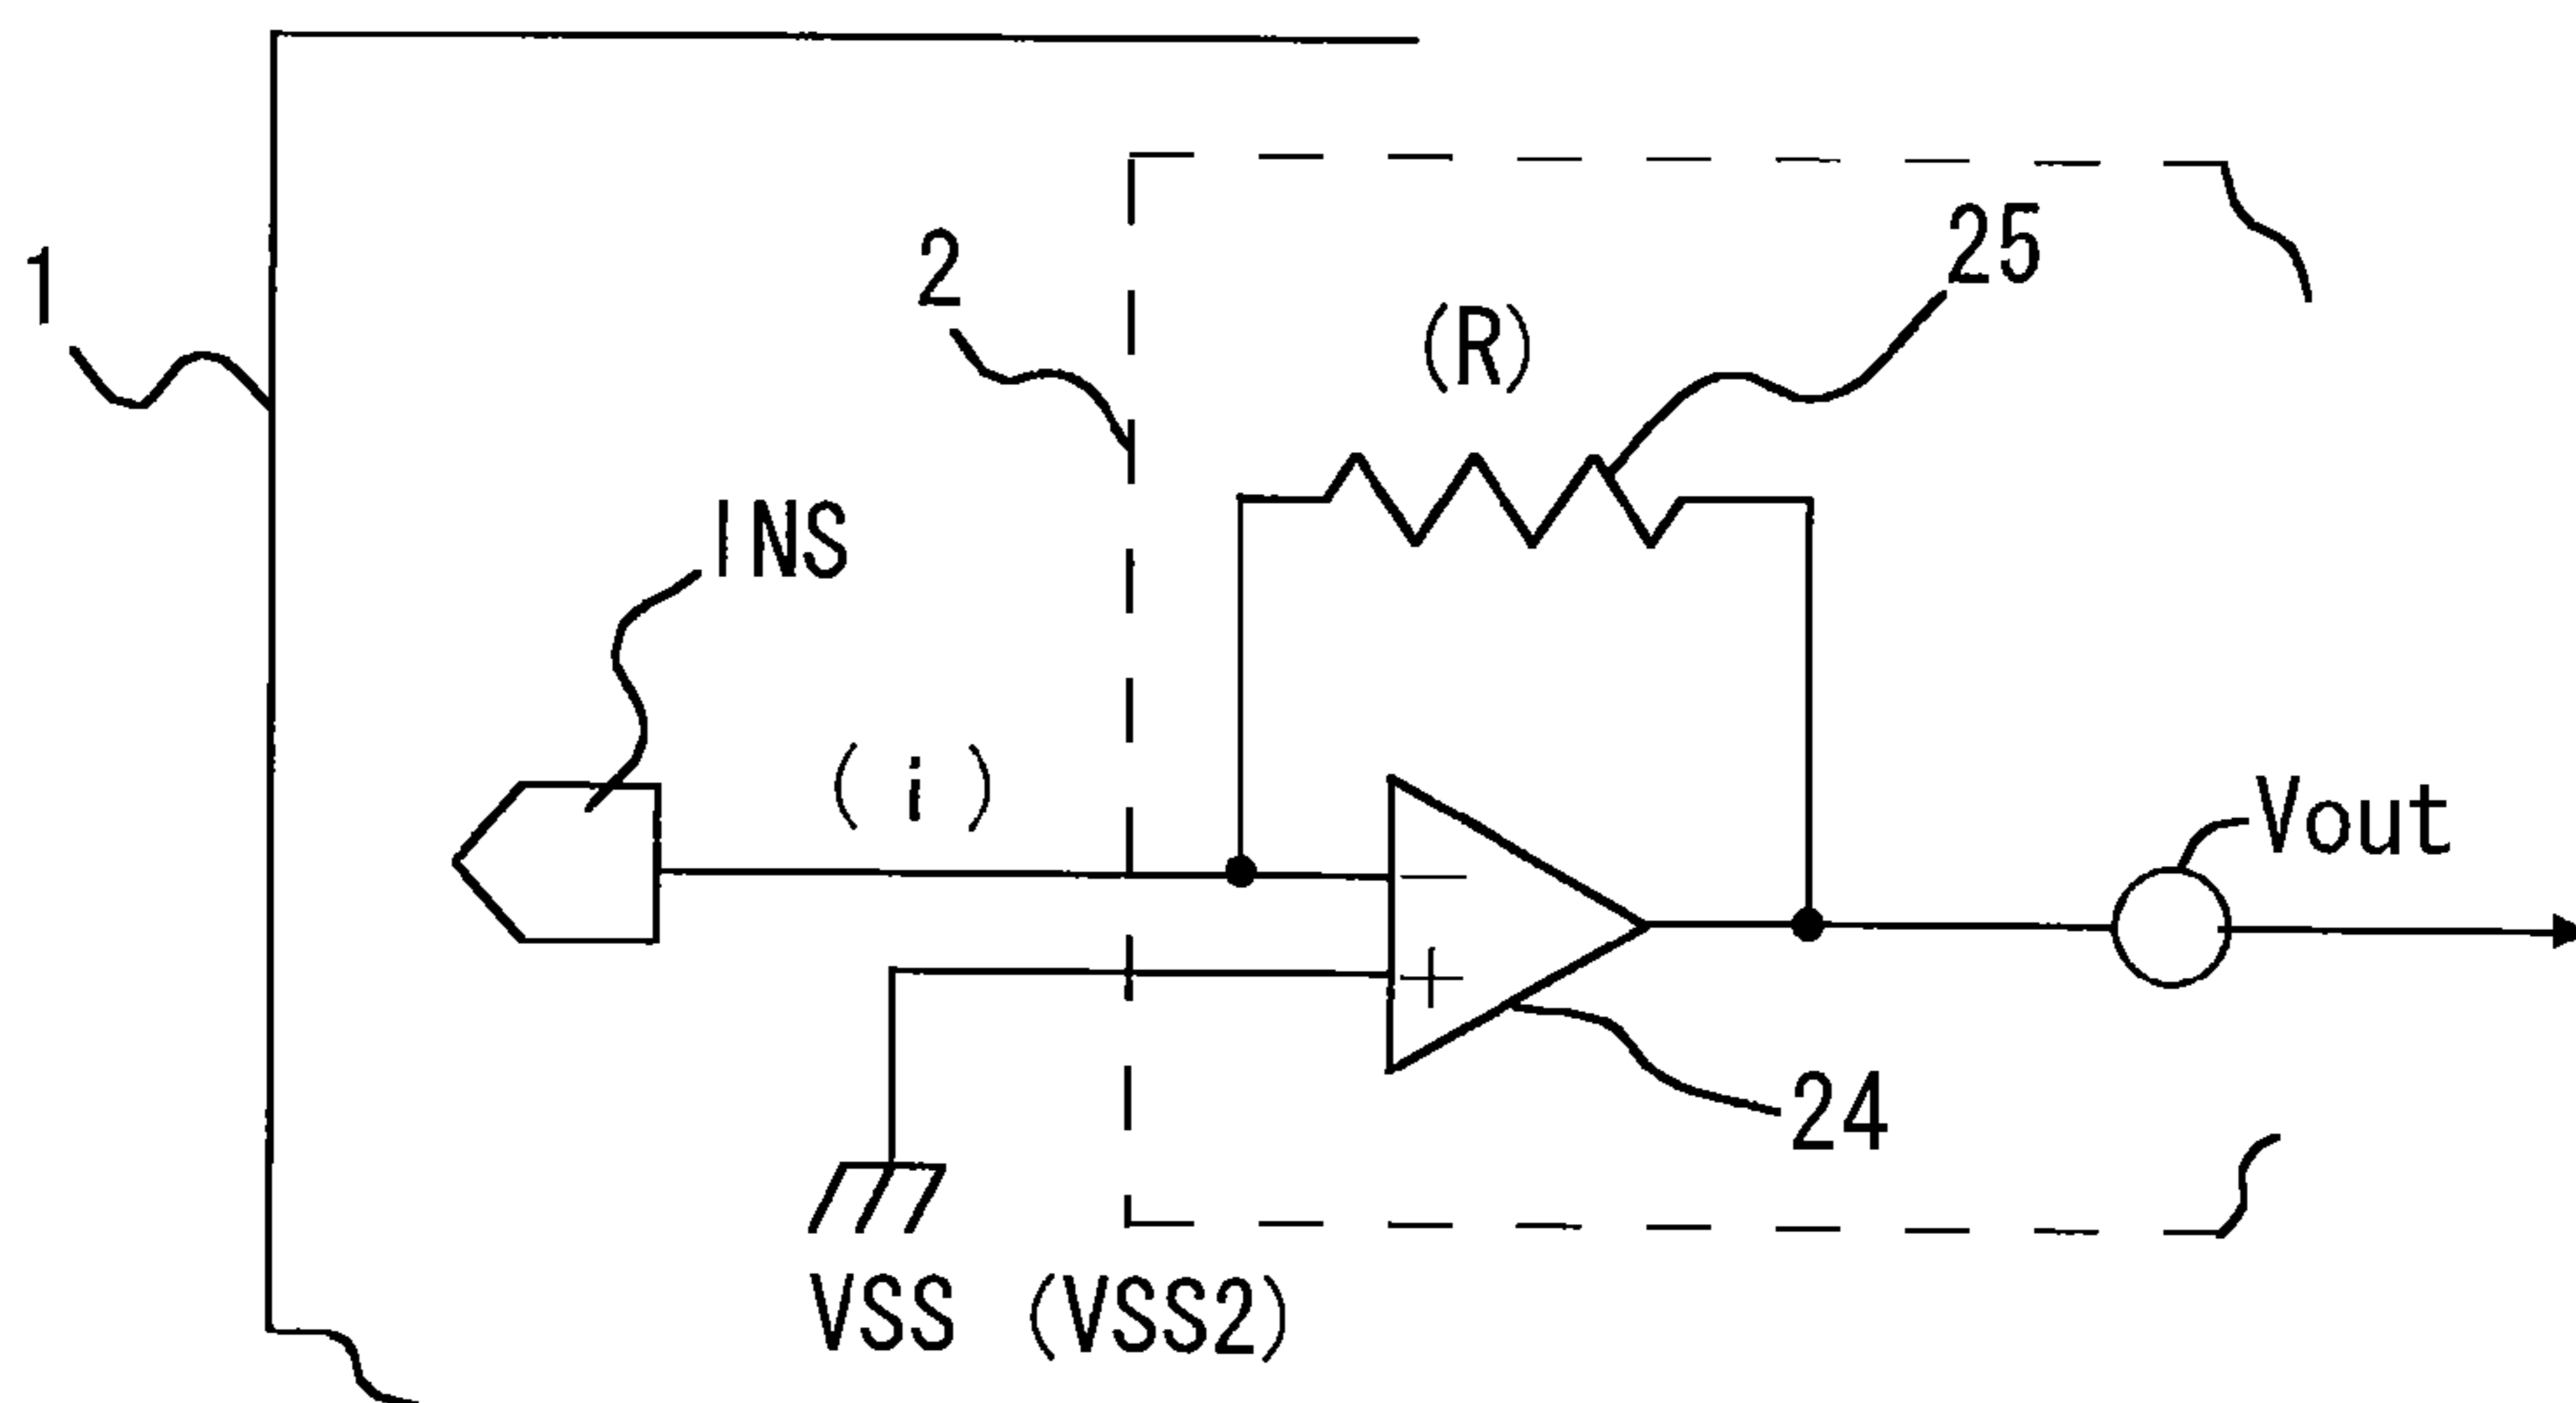 1
2
25
(R)
INS
(i)
Vout
−
+
24
VSS (VSS2)